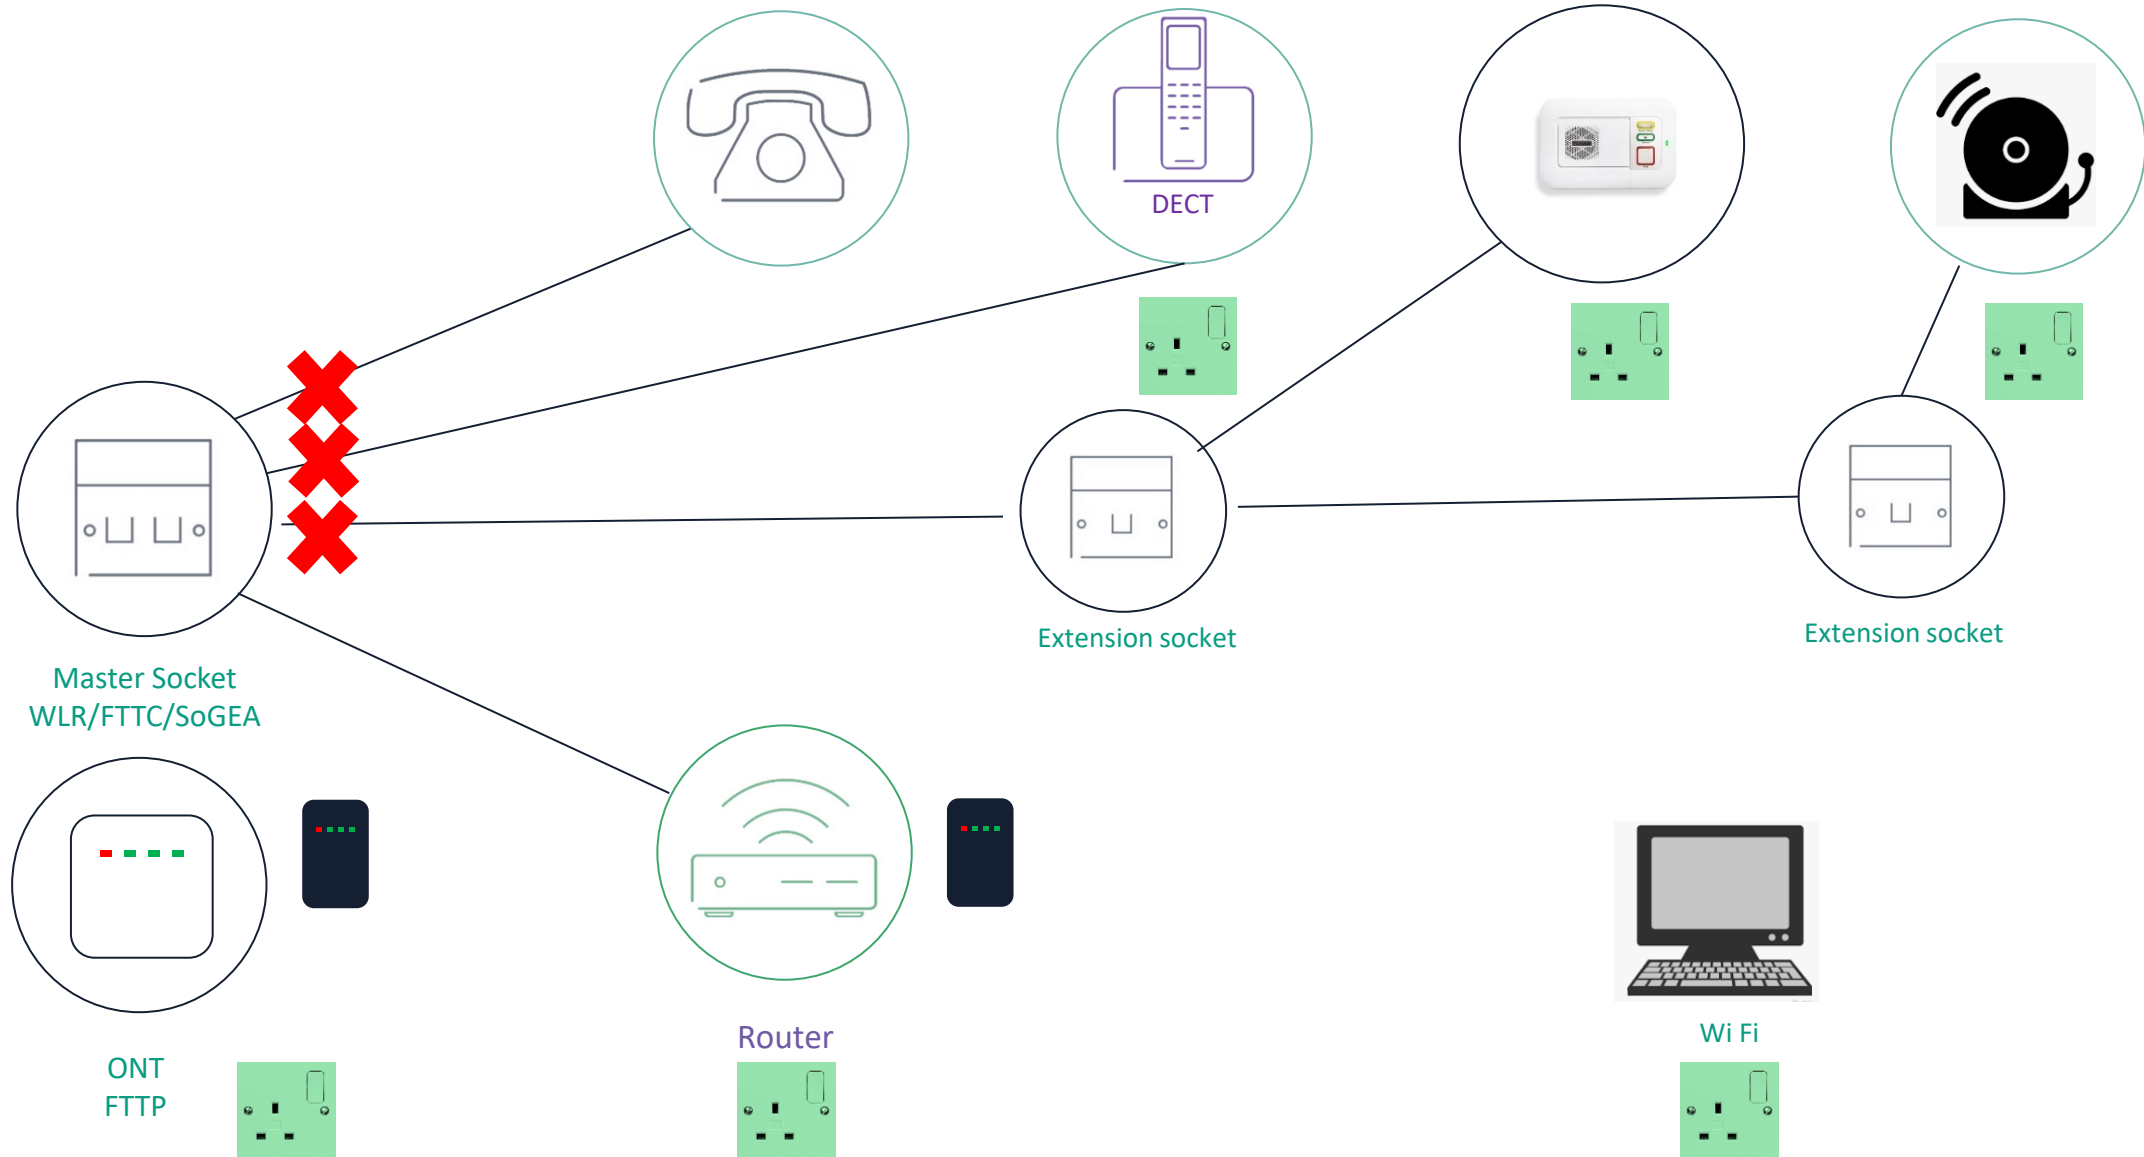 DECT
Extension socket
Extension socket
Master Socket
WLR/FTTC/SoGEA
Router
Wi Fi
ONT
FTTP